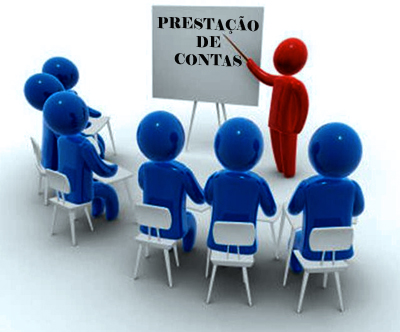 PRESTAÇÃO
DE
CONTAS